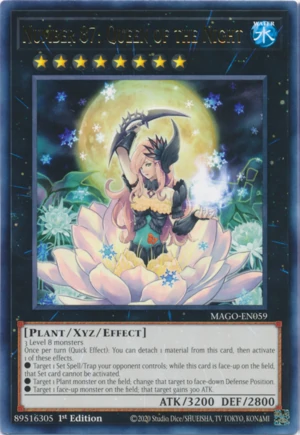 NUMBER 87: QUEEN OF THE NIGHT
WATER
水
MAGO-EN059
[PLANT/XYZ/EFFECT]
3 Level 8 monsters
Once per turn (Quick Effect): You can detach 1 material from this card, then activate 1 of these effects.
● Target 1 Set Spell/Trap your opponent controls; while this card is face-up on the field, that Set card cannot be activated.
● Target 1 Plant monster on the field; change that target to face-down Defense Position.
● Target 1 face-up monster on the field; that target gains 300 ATK.
ATK/3200 DEF/2800
89516305 1st Edition ©2020 Studio Dice/SHUEISHA, TV TOKYO, KONAMI